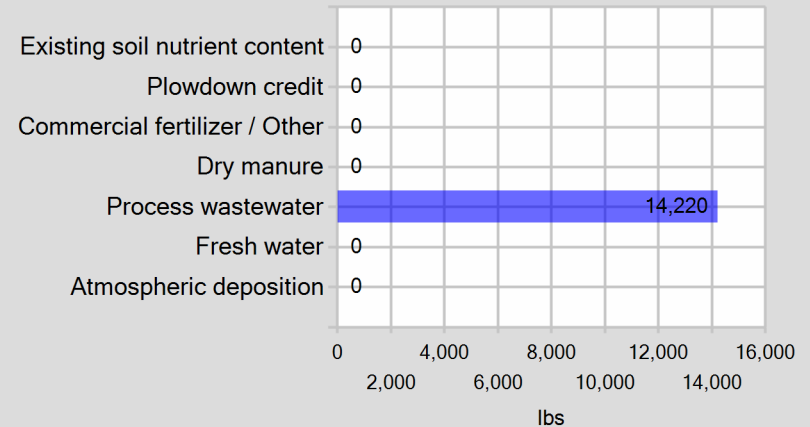 Existing soil nutrient content 0
Plowdown credit 0
Commercial fertilizer / Other 0
Dry manure 0
Process wastewater 14,220
Fresh water 0
Atmospheric deposition 0
0 4,000 8,000 12,000 16,000
2,000 6,000 10,000 14,000
lbs